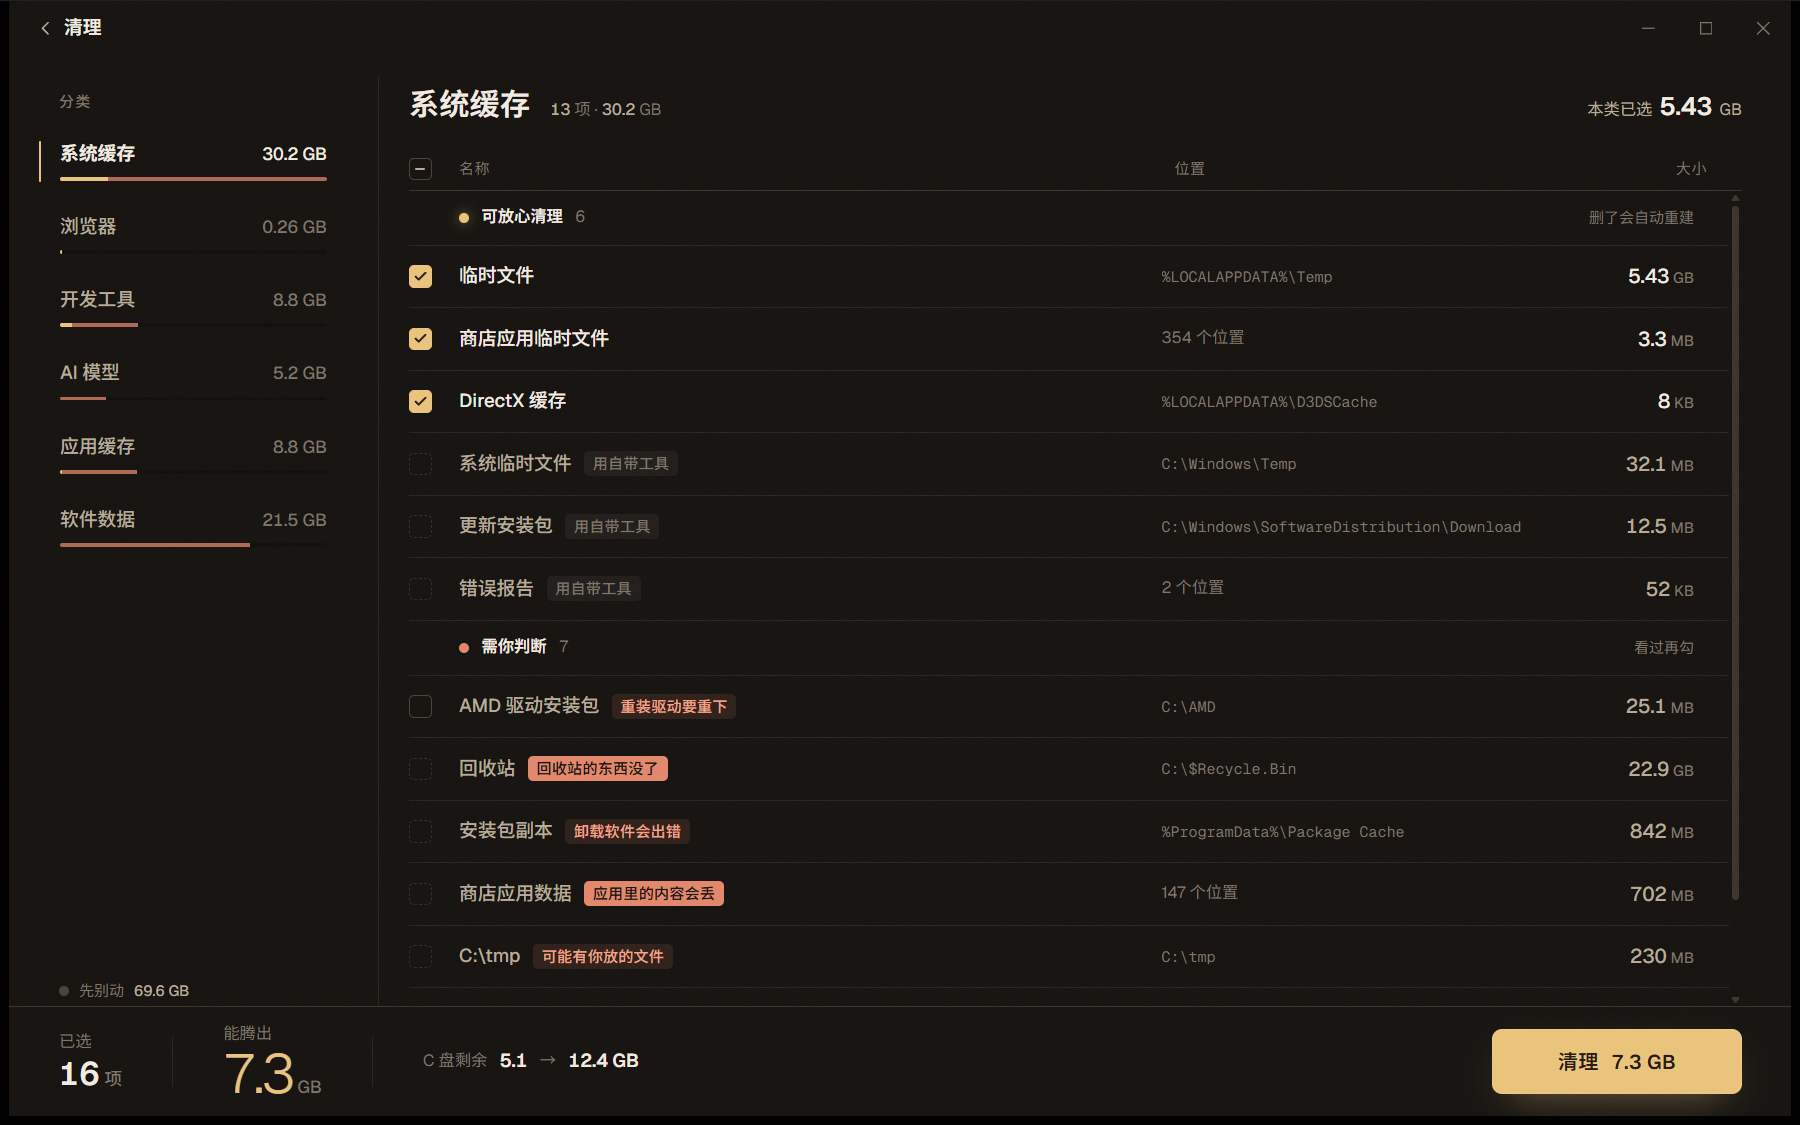 清理
分类
系统缓存 30.2 GB
浏览器 0.26 GB
开发工具 8.8 GB
AI 模型 5.2 GB
应用缓存 8.8 GB
软件数据 21.5 GB
先别动 69.6 GB
系统缓存 13 项 · 30.2 GB 本类已选 5.43 GB
名称 位置 大小
可放心清理 6 删了会自动重建
临时文件 %LOCALAPPDATA%\Temp 5.43 GB
商店应用临时文件 354 个位置 3.3 MB
DirectX 缓存 %LOCALAPPDATA%\D3DSCache 8 KB
系统临时文件 用自带工具 C:\Windows\Temp 32.1 MB
更新安装包 用自带工具 C:\Windows\SoftwareDistribution\Download 12.5 MB
错误报告 用自带工具 2 个位置 52 KB
需你判断 7 看过再勾
AMD 驱动安装包 重装驱动要重下 C:\AMD 25.1 MB
回收站 回收站的东西没了 C:\$Recycle.Bin 22.9 GB
安装包副本 卸载软件会出错 %ProgramData%\Package Cache 842 MB
商店应用数据 应用里的内容会丢 147 个位置 702 MB
C:\tmp 可能有你放的文件 C:\tmp 230 MB
已选 16 项
能腾出 7.3 GB
C 盘剩余 5.1 → 12.4 GB
清理 7.3 GB